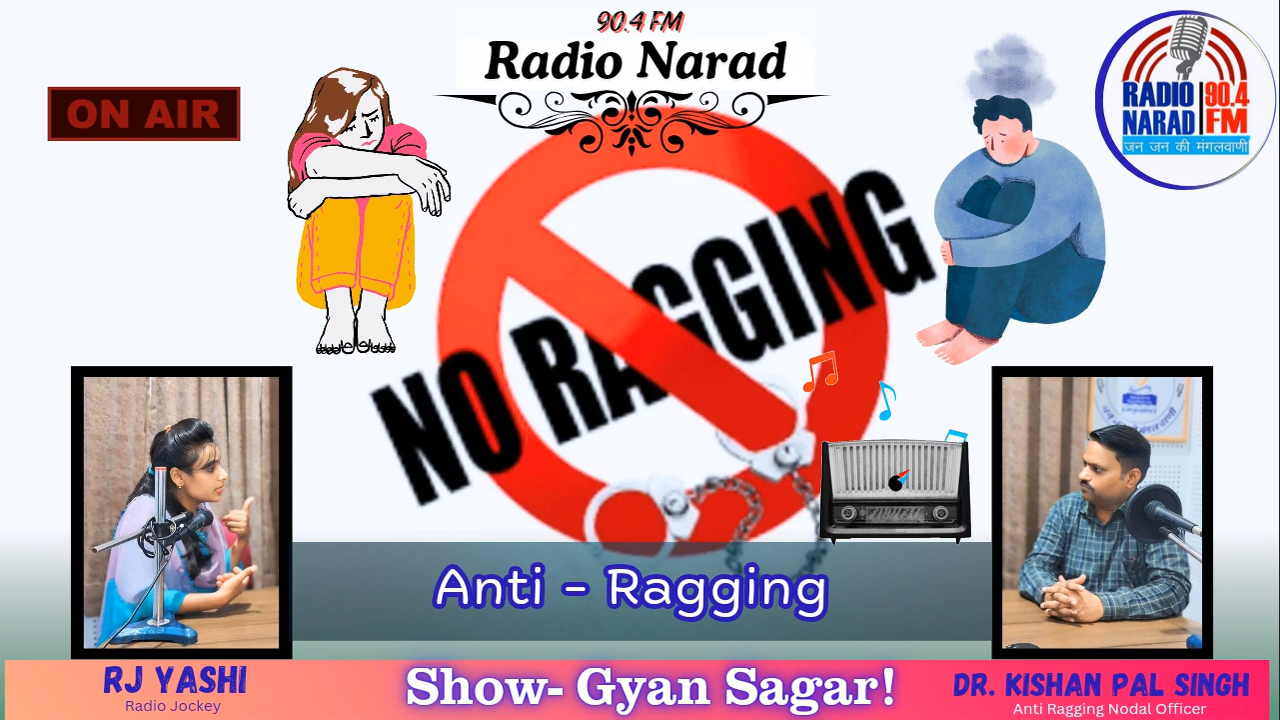 90.4 FM
Radio Narad
ON AIR
RADIO
NARAD
90.4
FM
जन जन की मंगलवाणी
NO RAGGING
Anti - Ragging
RJ YASHI
Radio Jockey
Show- Gyan Sagar!
DR. KISHAN PAL SINGH
Anti Ragging Nodal Officer